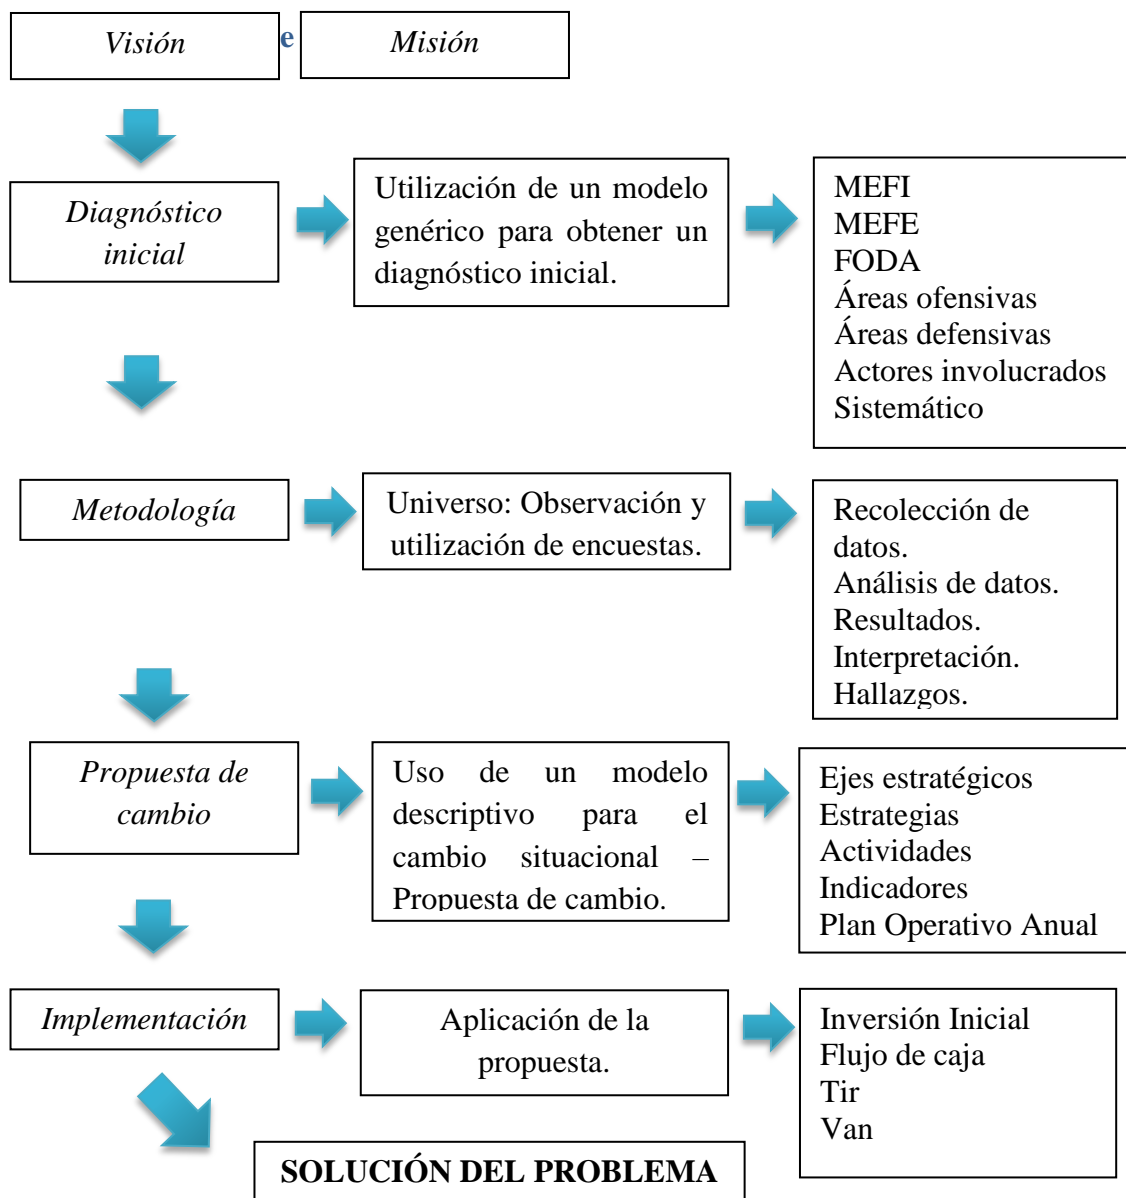 Visión
e
Misión
Diagnóstico
inicial
Utilización de un modelo
genérico para obtener un
diagnóstico inicial.
MEFI
MEFE
FODA
Áreas ofensivas
Áreas defensivas
Actores involucrados
Sistemático
Metodología
Universo: Observación y
utilización de encuestas.
Recolección de
datos.
Análisis de datos.
Resultados.
Interpretación.
Hallazgos.
Propuesta de
cambio
Uso de un modelo
descriptivo para el
cambio situacional –
Propuesta de cambio.
Ejes estratégicos
Estrategias
Actividades
Indicadores
Plan Operativo Anual
Implementación
Aplicación de la
propuesta.
Inversión Inicial
Flujo de caja
Tir
Van
SOLUCIÓN DEL PROBLEMA